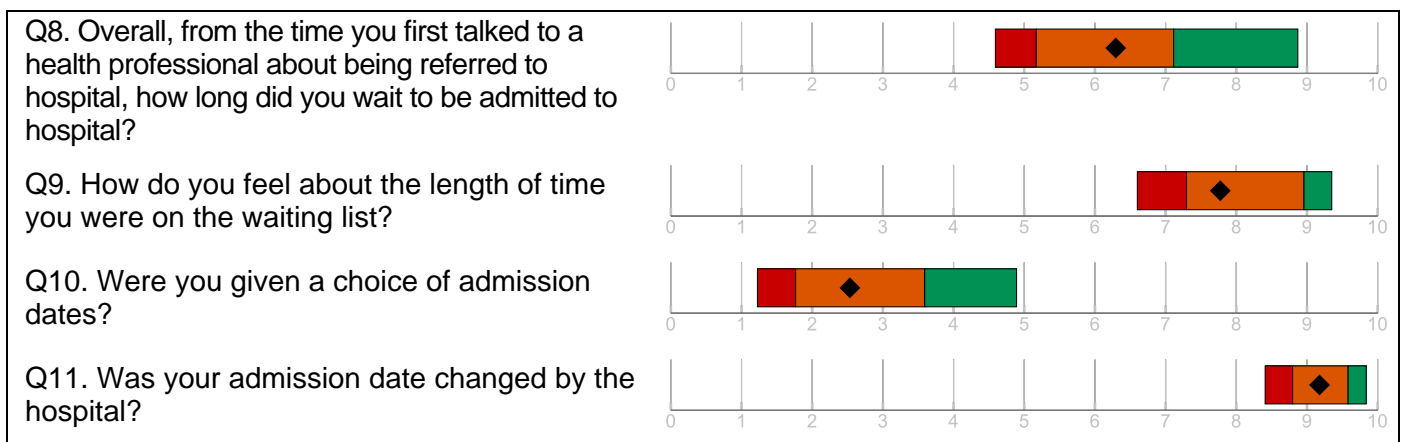 Q8. Overall, from the time you first talked to a
health professional about being referred to
hospital, how long did you wait to be admitted to
hospital?
0 1 2 3 4 5 6 7 8 9 10
Q9. How do you feel about the length of time
you were on the waiting list?
0 1 2 3 4 5 6 7 8 9 10
Q10. Were you given a choice of admission
dates?
0 1 2 3 4 5 6 7 8 9 10
Q11. Was your admission date changed by the
hospital?
0 1 2 3 4 5 6 7 8 9 10